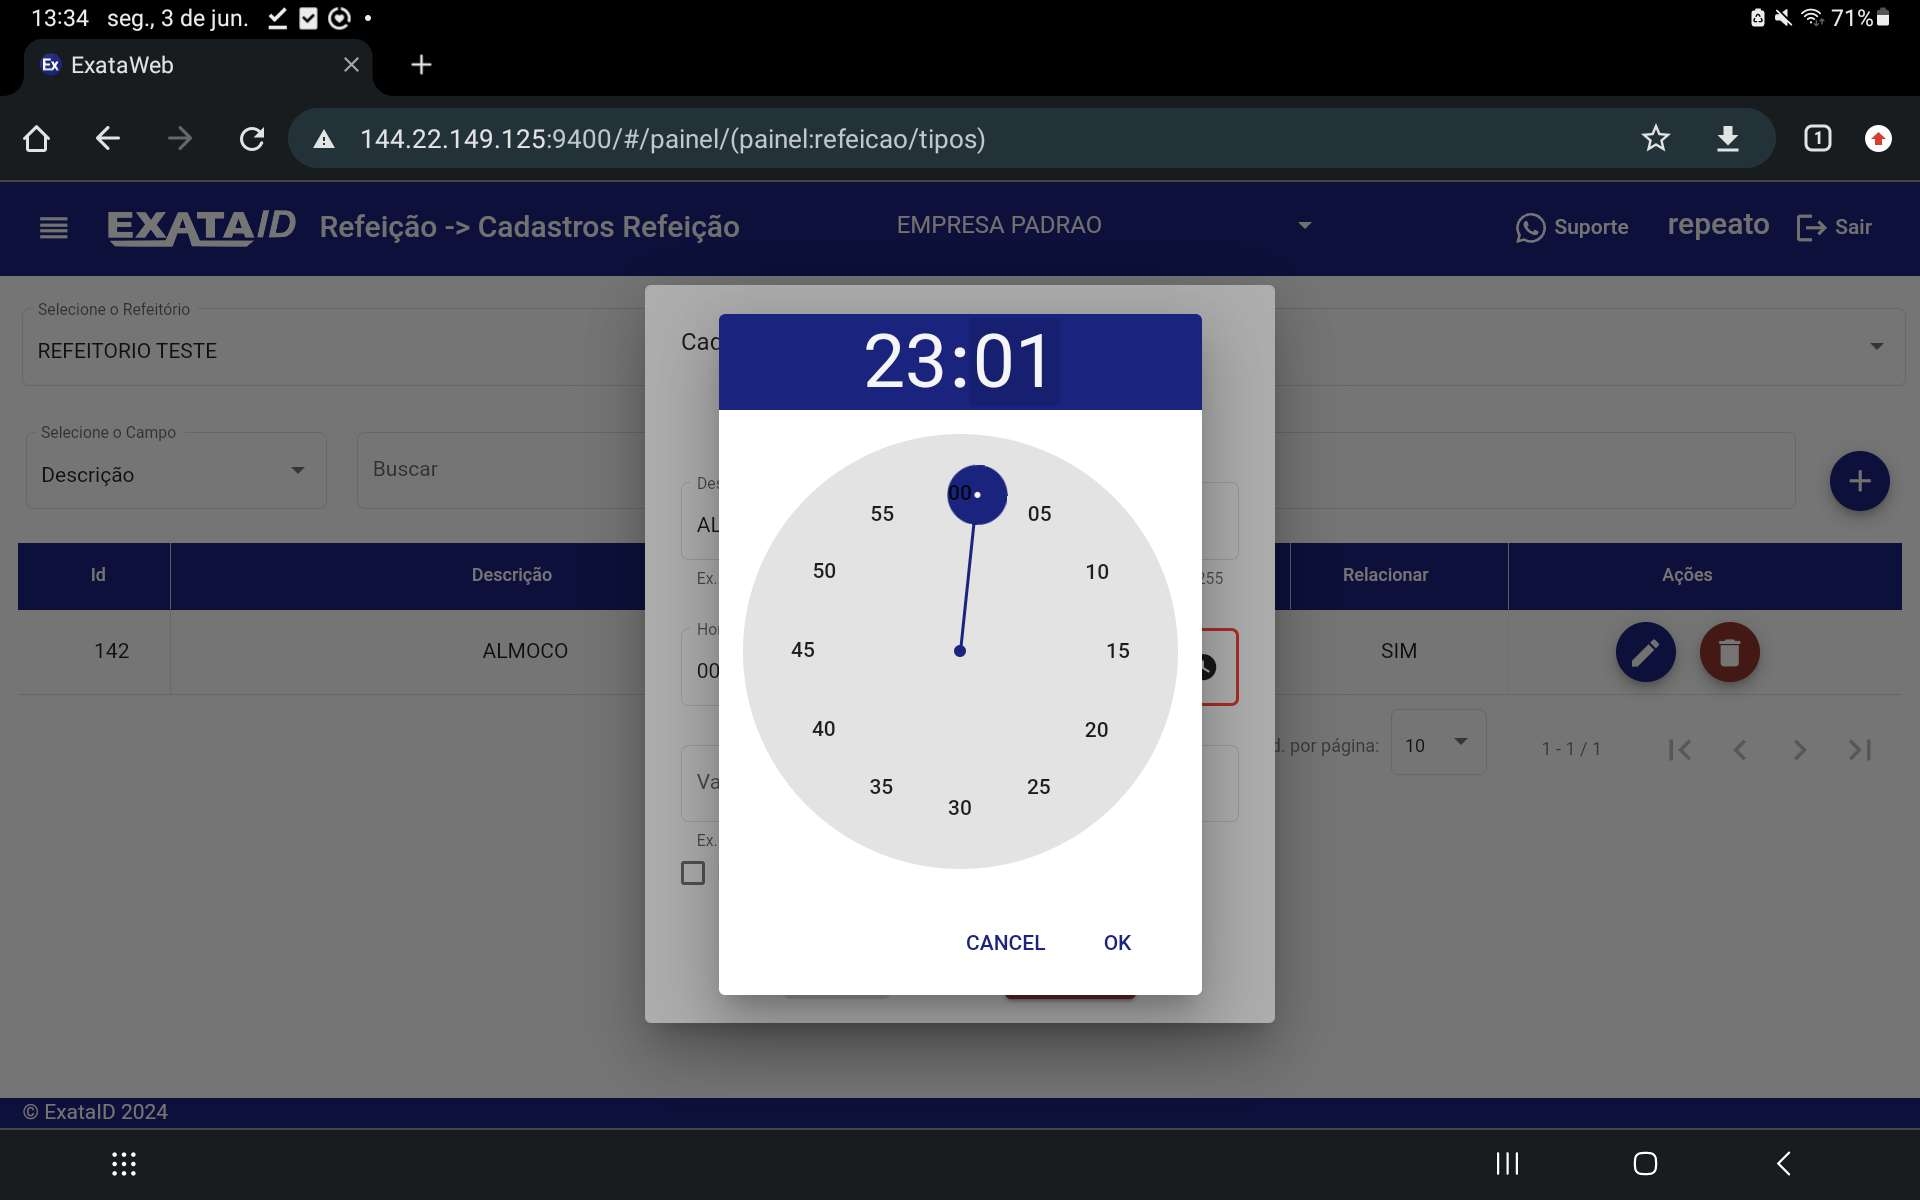 13:34 seg., 3 de jun. 71%
Ex ExataWeb
144.22.149.125:9400/#/painel/(painel:refeicao/tipos) 1
EXATAID Refeição -> Cadastros Refeição EMPRESA PADRAO Suporte repeato Sair
Selecione o Refeitório
REFEITORIO TESTE
Cad
23:01
Selecione o Campo
Descrição
Buscar
Des
AL
Ex.
255
Id Descrição Relacionar Ações
142 ALMOCO SIM
Hor
00
Va
Ex.
00
55 05
50 10
45 15
40 20
35 25
30
CANCEL OK
d. por página: 10 1 - 1 / 1
© ExataID 2024